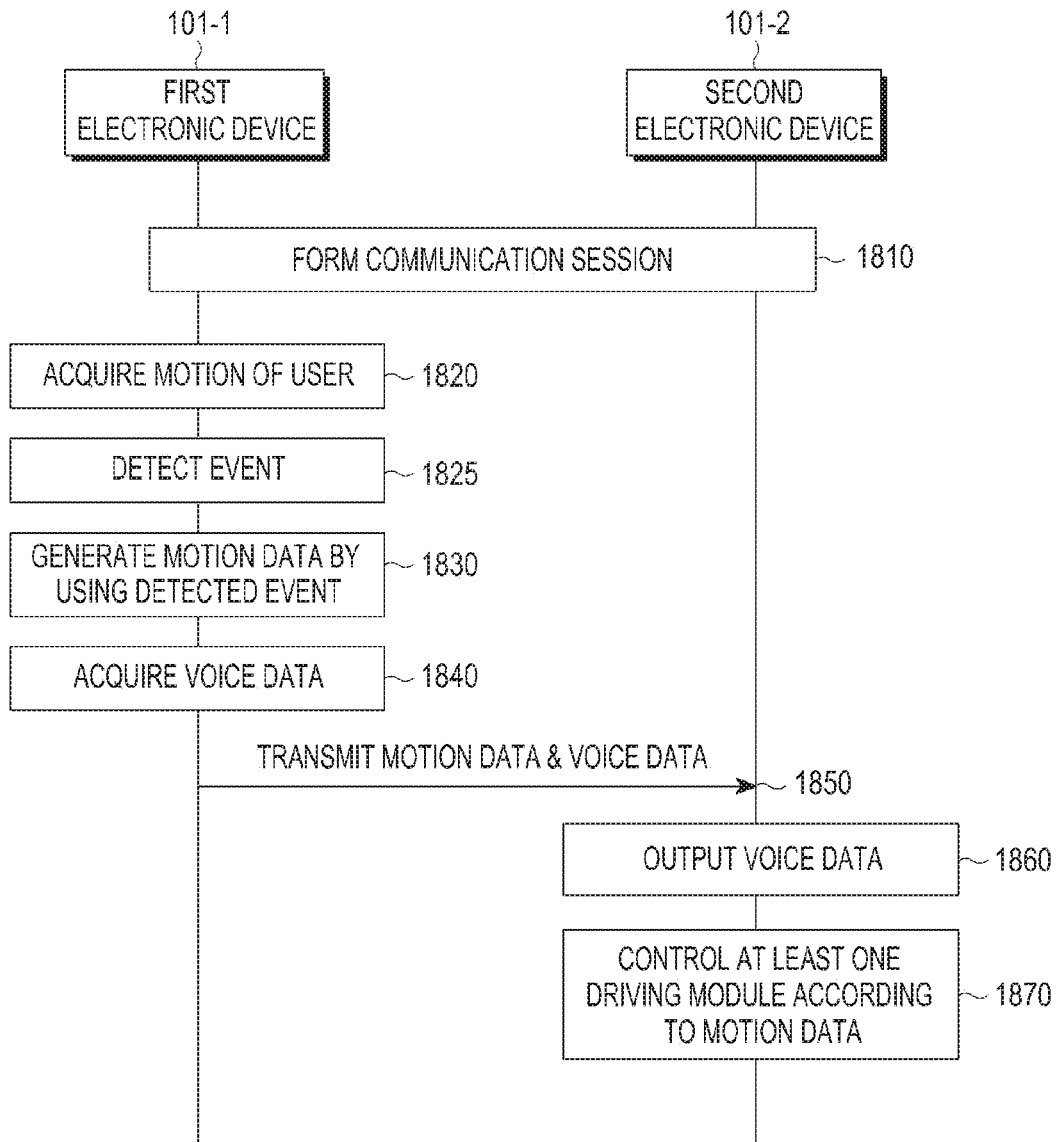 101-1
101-2
FIRST
ELECTRONIC DEVICE
SECOND
ELECTRONIC DEVICE
FORM COMMUNICATION SESSION
1810
ACQUIRE MOTION OF USER
1820
DETECT EVENT
1825
GENERATE MOTION DATA BY
USING DETECTED EVENT
1830
ACQUIRE VOICE DATA
1840
TRANSMIT MOTION DATA & VOICE DATA
1850
OUTPUT VOICE DATA
1860
CONTROL AT LEAST ONE
DRIVING MODULE ACCORDING
TO MOTION DATA
1870